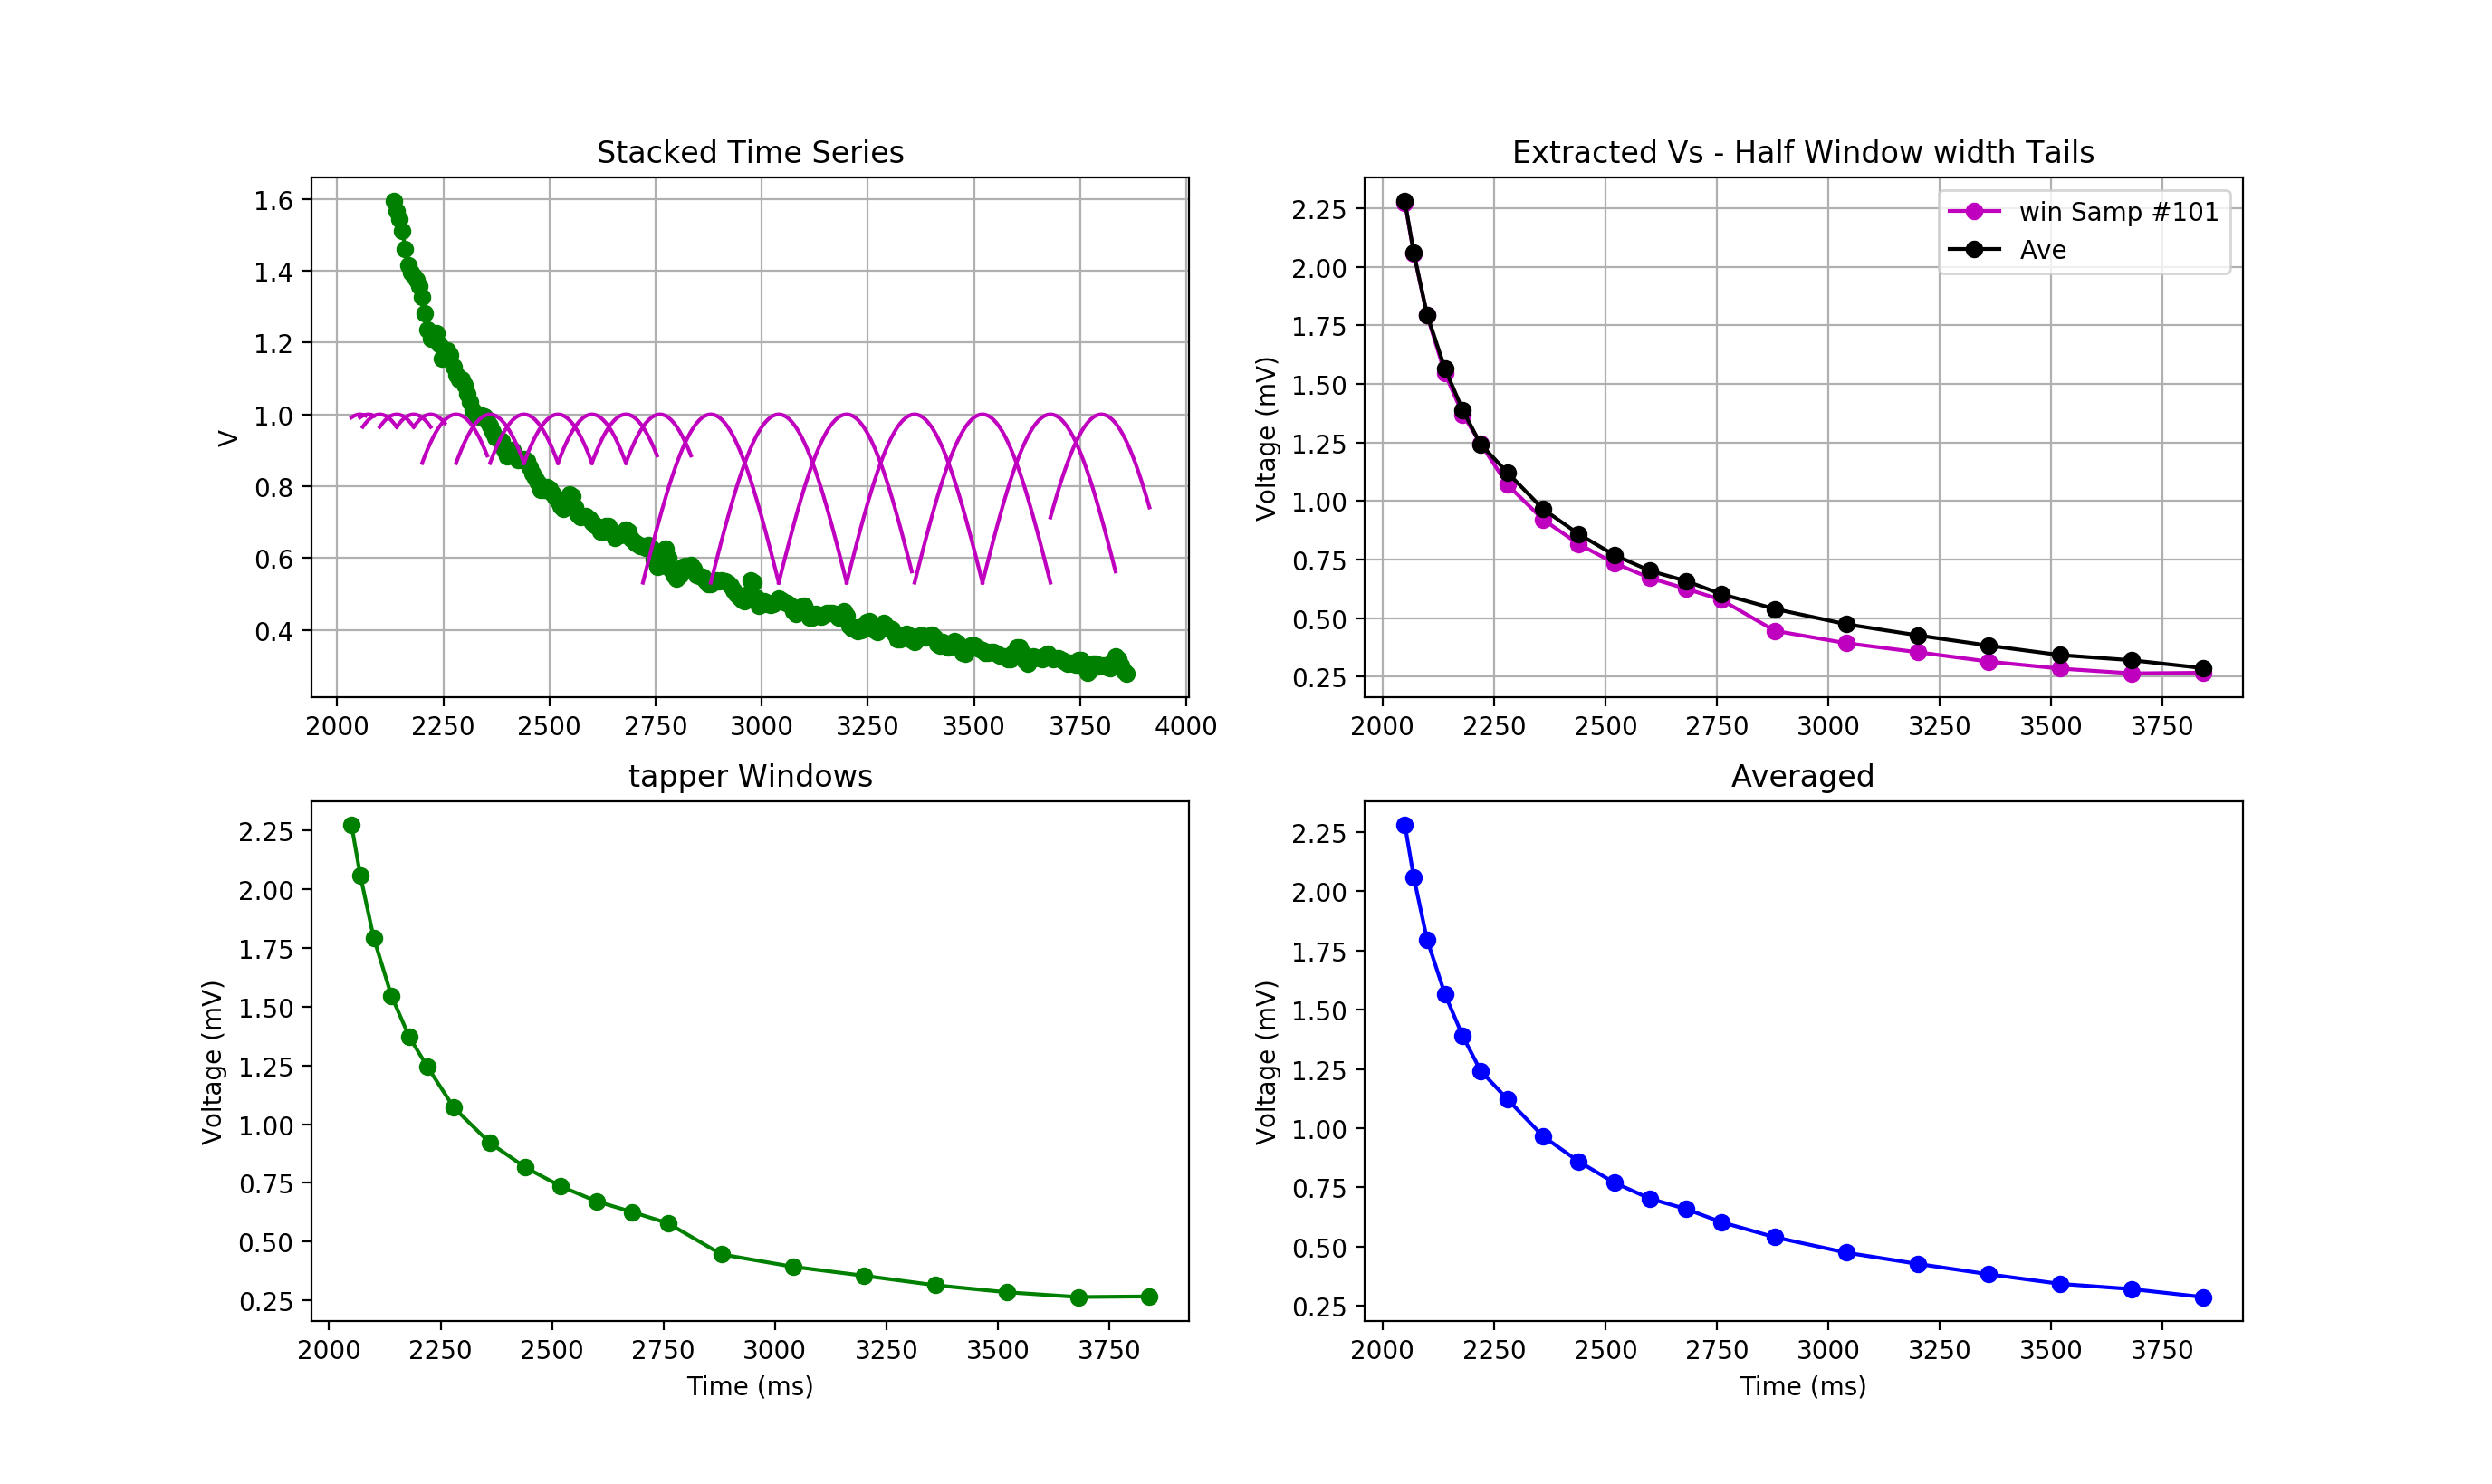 Stacked Time Series
V
1.6
1.4
1.2
1.0
0.8
0.6
0.4
2000 2250 2500 2750 3000 3250 3500 3750 4000
Extracted Vs - Half Window width Tails
win Samp #101
Ave
Voltage (mV)
2.25
2.00
1.75
1.50
1.25
1.00
0.75
0.50
0.25
2000 2250 2500 2750 3000 3250 3500 3750
tapper Windows
Voltage (mV)
2.25
2.00
1.75
1.50
1.25
1.00
0.75
0.50
0.25
2000 2250 2500 2750 3000 3250 3500 3750
Time (ms)
Averaged
Voltage (mV)
2.25
2.00
1.75
1.50
1.25
1.00
0.75
0.50
0.25
2000 2250 2500 2750 3000 3250 3500 3750
Time (ms)